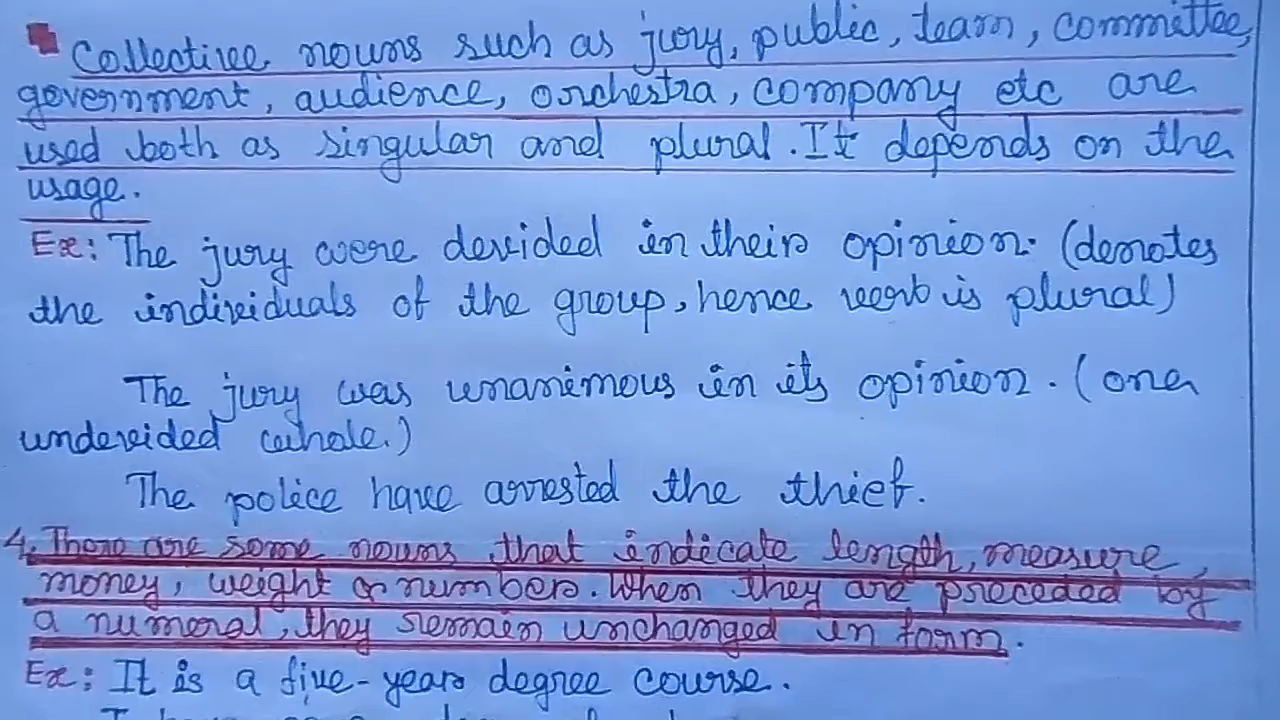 Collective nouns such as jury, public, team, committee,
government, audience, orchestra, company etc are
used both as singular and plural. It depends on the
usage.
Ex: The jury were devided in their opinion. (denotes
the individuals of the group, hence verb is plural)
The jury was unanimous in its opinion. (one
undevided whole.)
The police have arrested the thief.
4. There are some nouns that indicate length, measure,
money, weight or number. When they are preceded by
a numeral, they remain unchanged in form.
Ex: It is a five-year degree course.